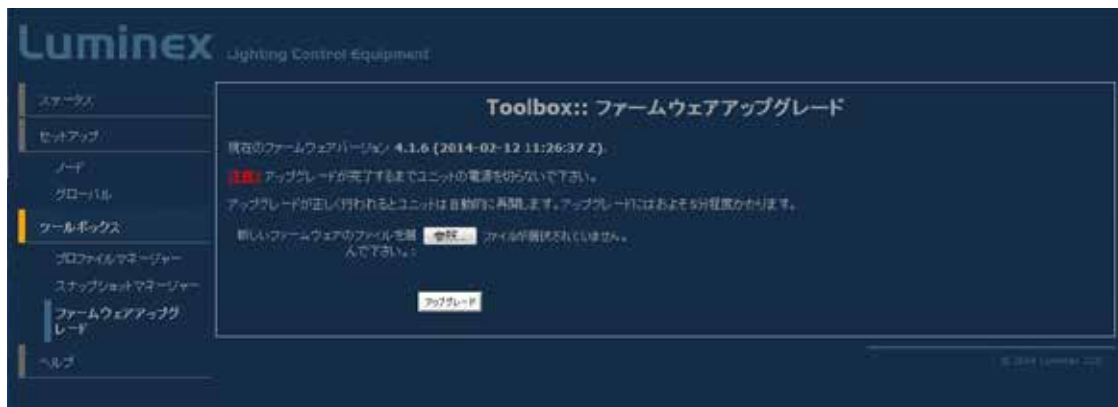 Luminex Lighting Control Equipment
ステータス
セットアップ
ノード
グローバル
ツールボックス
プロファイルマネージャー
スナップショットマネージャー
ファームウェアアップグ
レード
ヘルプ
Toolbox:: ファームウェアアップグレード
現在のファームウェアバージョン 4.1.6 (2014-02-12 11:26:37 Z).
注意! アップグレードが完了するまでユニットの電源を切らないで下さい。
アップグレードが正しく行われるとユニットは自動的に再開します。アップグレードにはおよそ5分程度かかります。
新しいファームウェアのファイルを選
んで下さい。:
参照... ファイルが選択されていません。
アップグレード
© 2014 Luminex